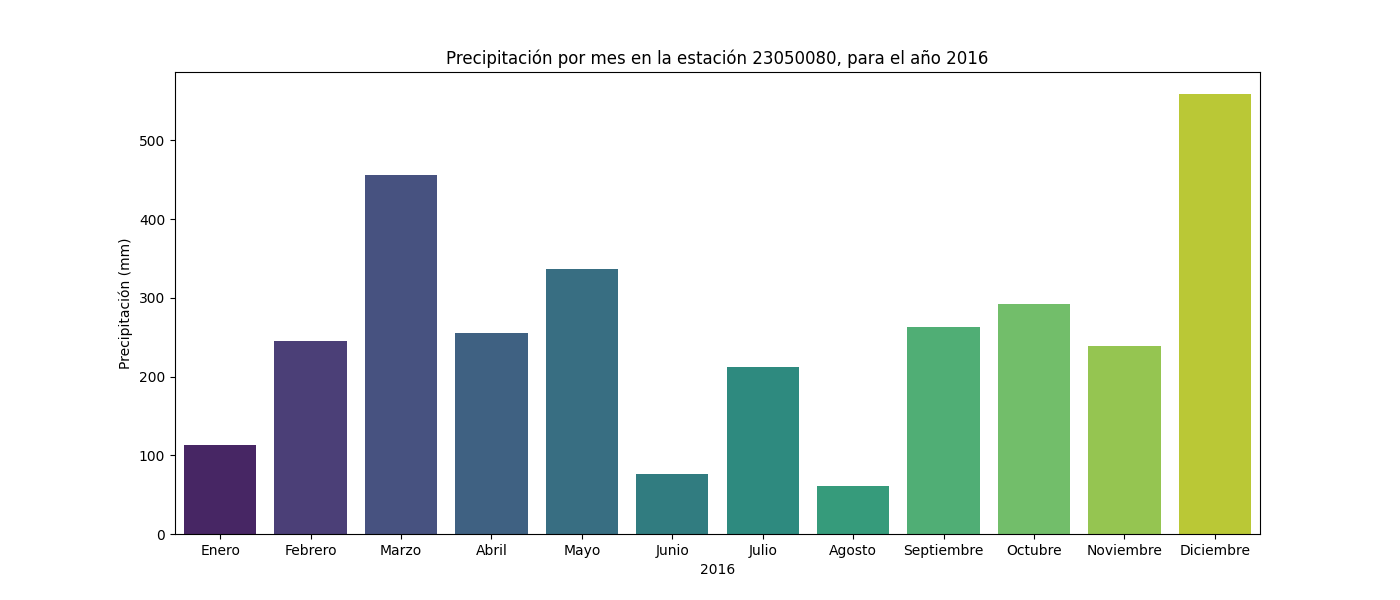 Precipitación por mes en la estación 23050080, para el año 2016
Precipitación (mm)
500
400
300
200
100
0
Enero Febrero Marzo Abril Mayo Junio Julio Agosto Septiembre Octubre Noviembre Diciembre
2016